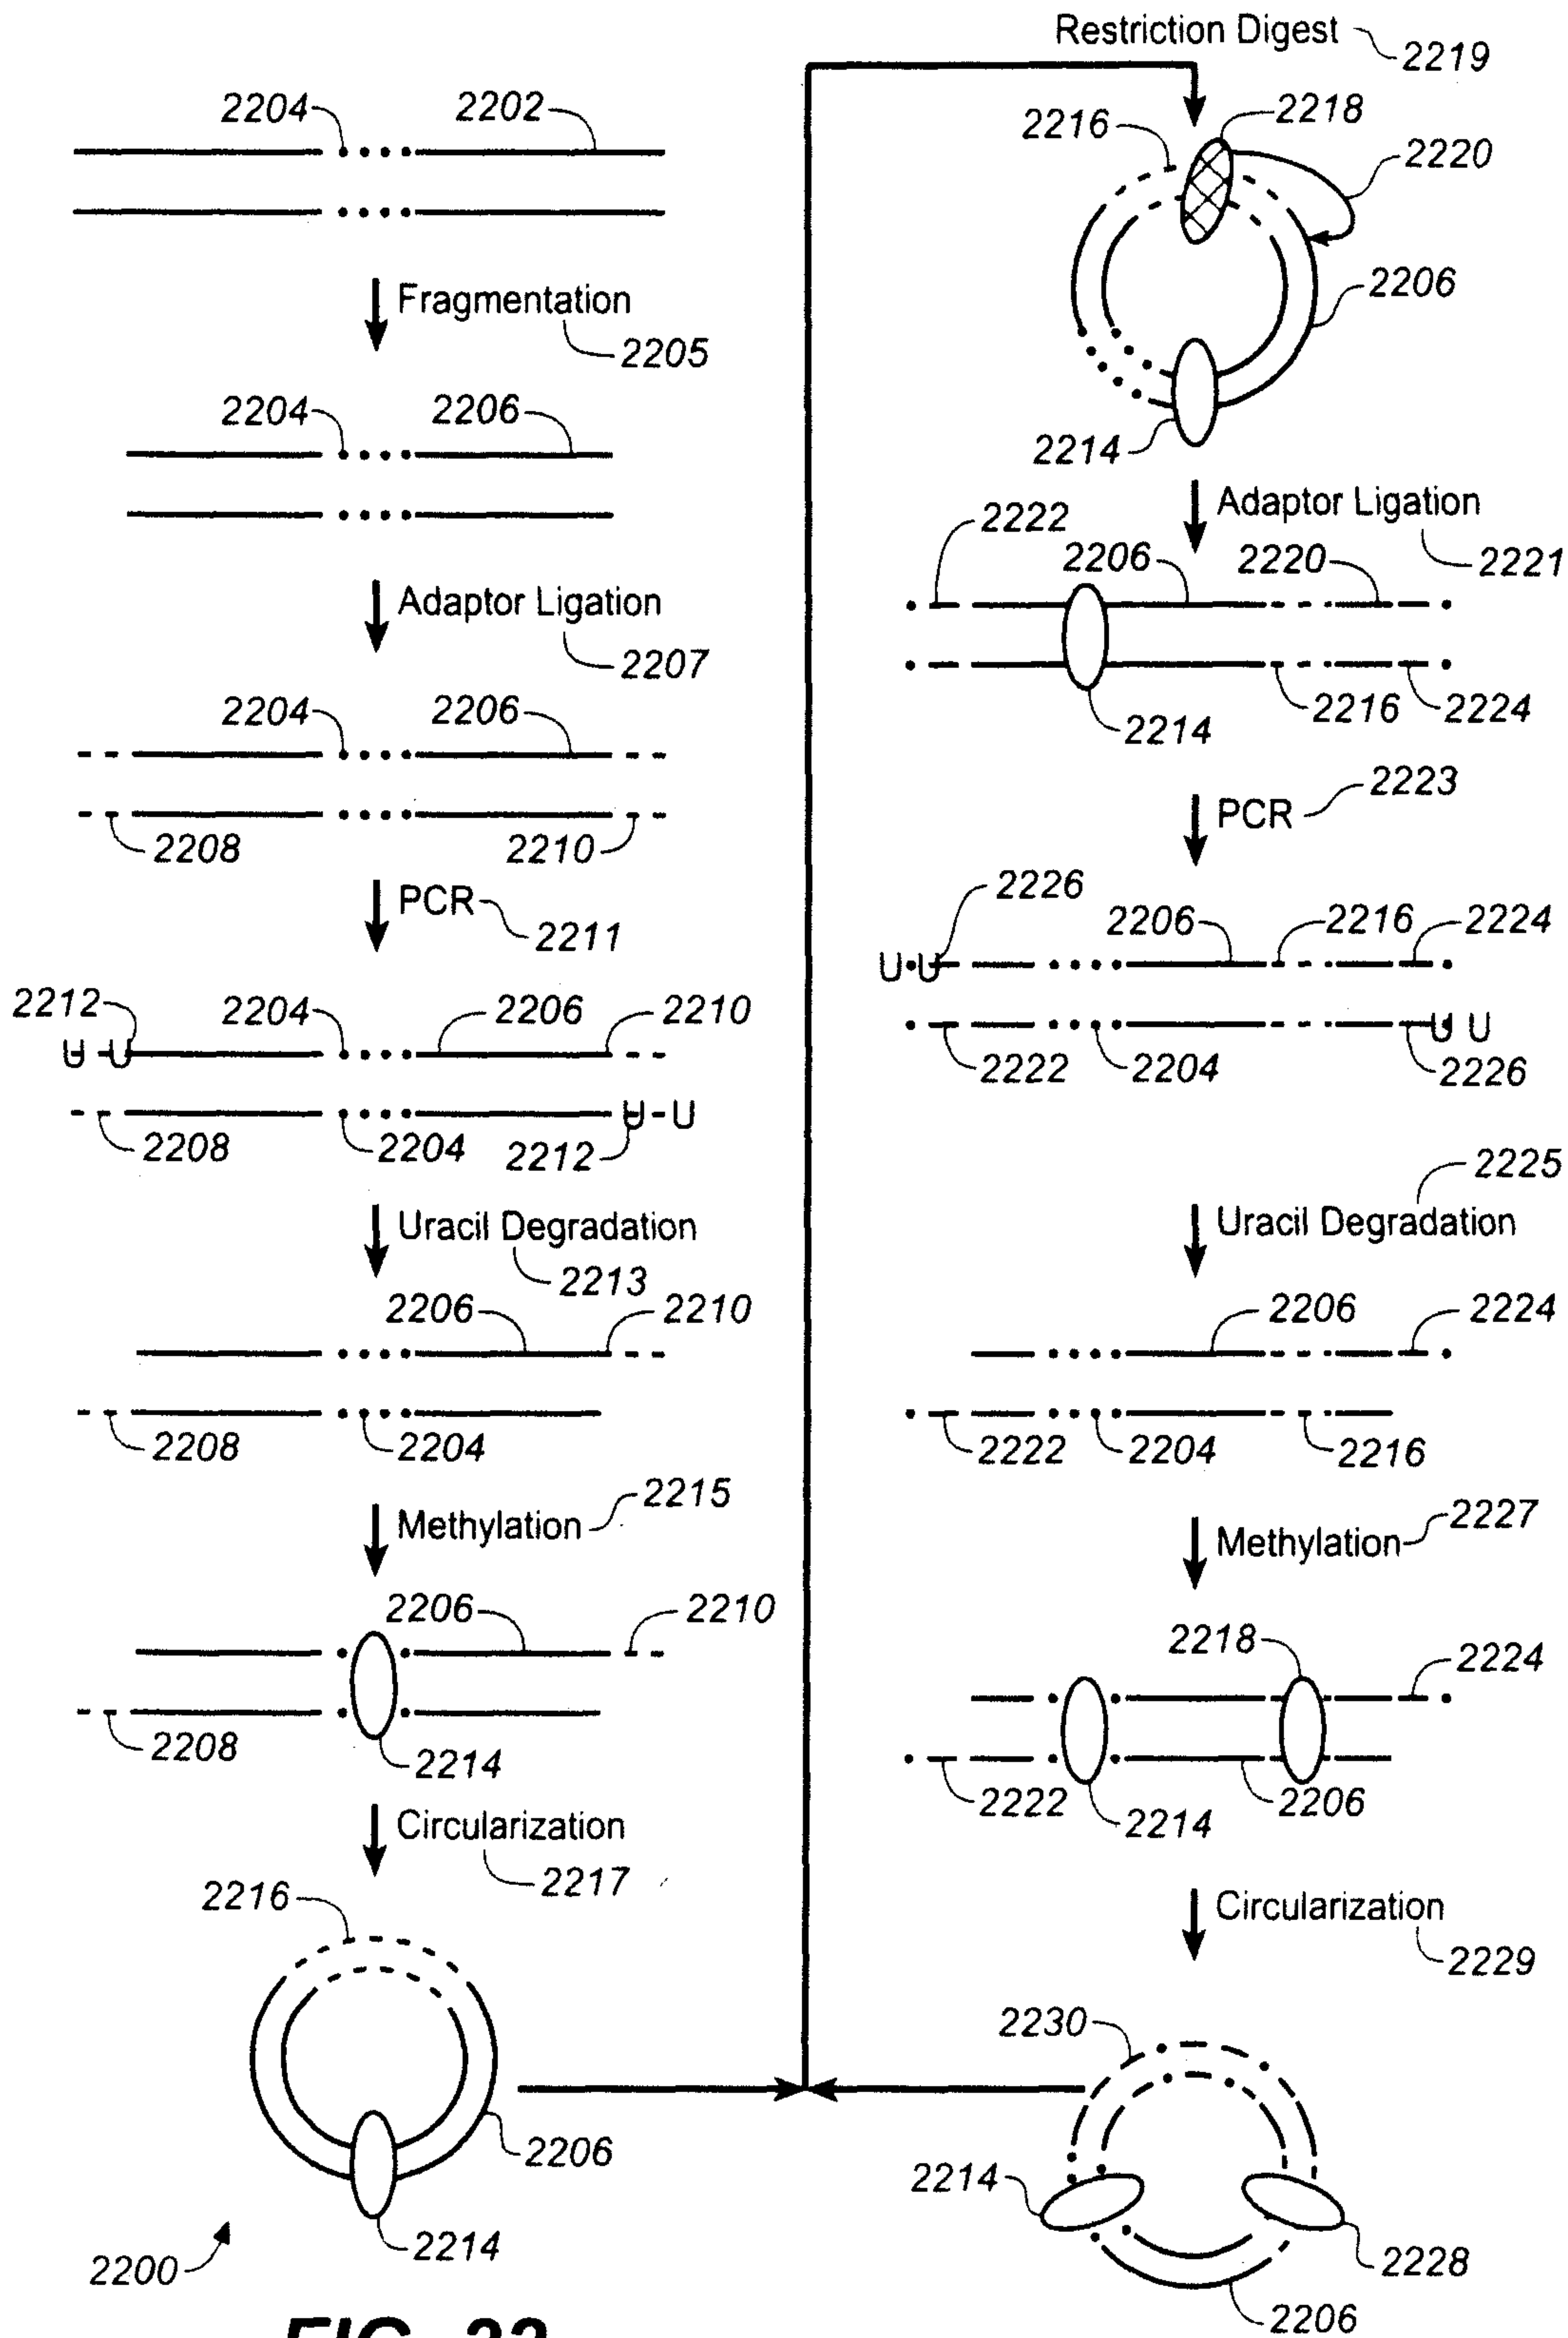 2204 2202
Fragmentation
2205
2204 2206
Adaptor Ligation
2207
2204 2206
2208 2210
PCR
2211
2212 2204 2206 2210
U U
U U
2208 2204 2212
Uracil Degradation
2213
2206 2210
2208 2204
2215
Methylation
2206 2210
2208
2214
Circularization
2217
2216
2206
2214
2200
Restriction Digest
2219
2216 2218
2220
2206
2214
Adaptor Ligation
2221
2222
2206 2220
2216 2224
2214
2223
PCR
2226
2206 2216 2224
U U
U U
2222 2204 2226
2225
Uracil Degradation
2206 2224
2222 2204 2216
2227
Methylation
2218 2224
2222 2206
2214
Circularization
2229
2230
2214
2228
2206